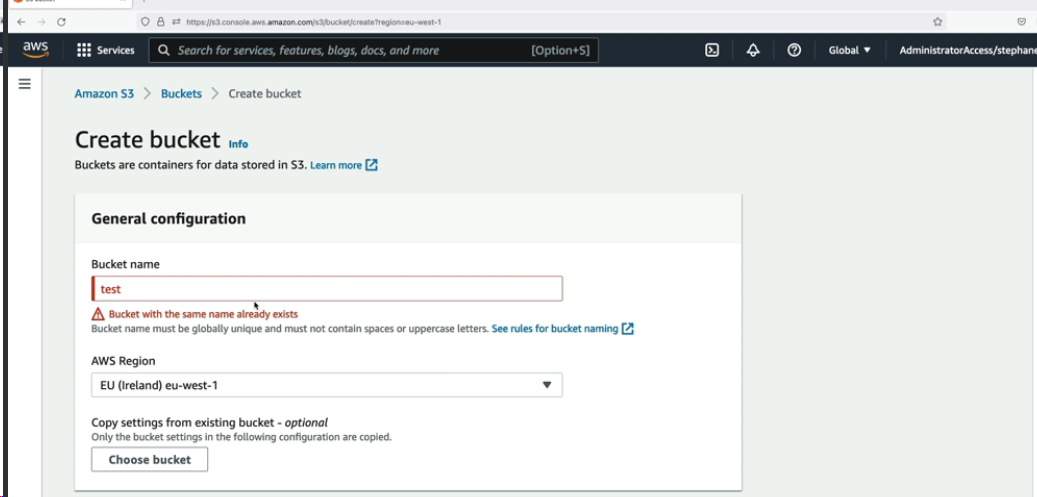 https://s3.console.aws.amazon.com/s3/bucket/create?region=eu-west-1
aws Services Search for services, features, blogs, docs, and more [Option+S] Global AdministratorAccess/stephane
Amazon S3 > Buckets > Create bucket
Create bucket Info
Buckets are containers for data stored in S3. Learn more
General configuration
Bucket name
test
Bucket with the same name already exists
Bucket name must be globally unique and must not contain spaces or uppercase letters. See rules for bucket naming
AWS Region
EU (Ireland) eu-west-1
Copy settings from existing bucket - optional
Only the bucket settings in the following configuration are copied.
Choose bucket